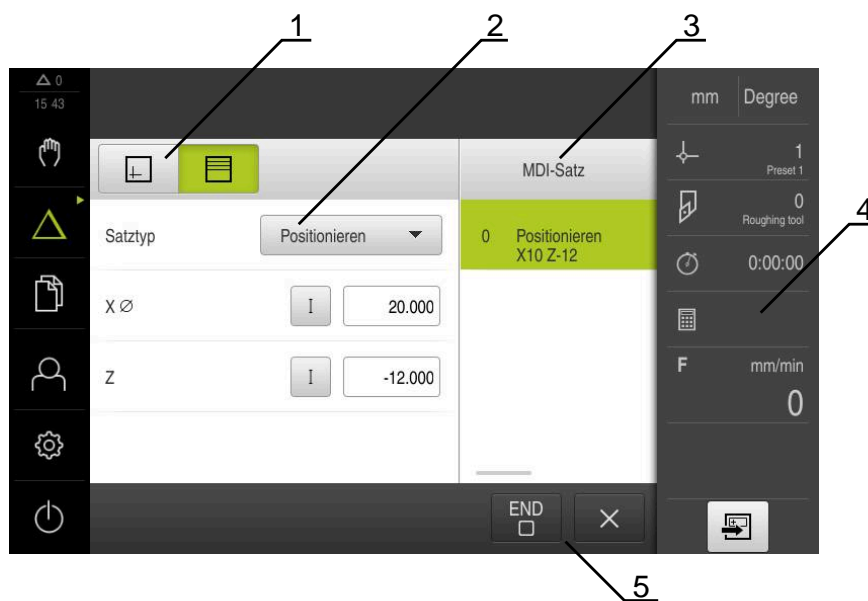 1
2
3
0
15 43
mm
Degree
MDI-Satz
1
Preset 1
Satztyp
Positionieren
0 Positionieren
X10 Z-12
0
Roughing tool
4
0:00:00
X ∅
I
20.000
Z
I
-12.000
F
mm/min
0
END
5